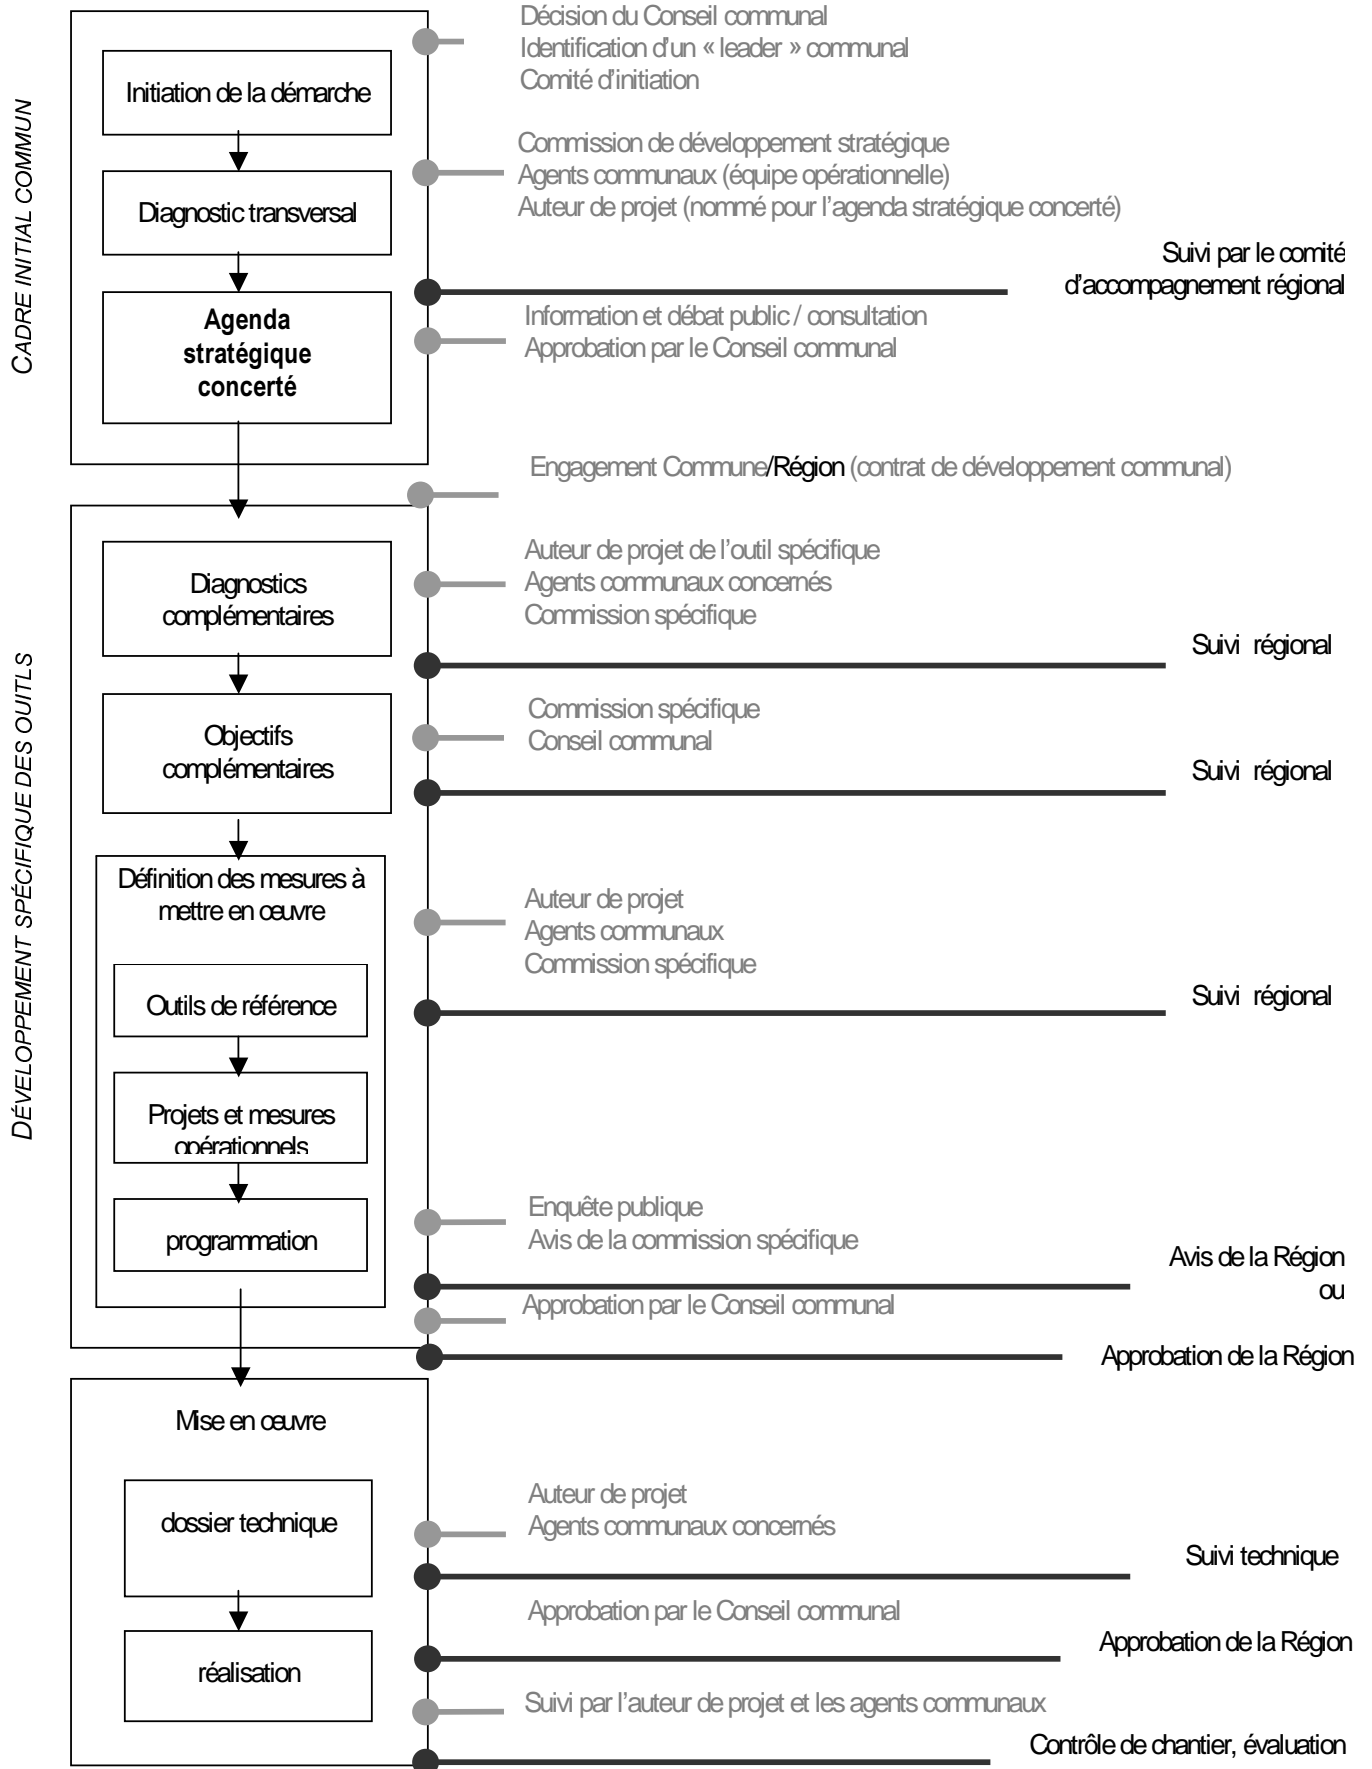 Décision du Conseil communal
Identification d'un « leader » communal
Comité d'initiation
CADRE INITIAL COMMUN
Initiation de la démarche
Commission de développement stratégique
Agents communaux (équipe opérationnelle)
Auteur de projet (nommé pour l'agenda stratégique concerté)
Diagnostic transversal
Suivi par le comité
d'accompagnement régional
Agenda
stratégique
concerté
Information et débat public / consultation
Approbation par le Conseil communal
Engagement Commune/Région (contrat de développement communal)
DÉVELOPPEMENT SPÉCIFIQUE DES OUITLS
Diagnostics
complémentaires
Auteur de projet de l'outil spécifique
Agents communaux concernés
Commission spécifique
Suivi régional
Objectifs
complémentaires
Commission spécifique
Conseil communal
Suivi régional
Définition des mesures à
mettre en œuvre
Auteur de projet
Agents communaux
Commission spécifique
Outils de référence
Suivi régional
Projets et mesures
opérationnels
programmation
Enquête publique
Avis de la commission spécifique
Avis de la Région
ou
Approbation par le Conseil communal
Approbation de la Région
Mise en œuvre
dossier technique
Auteur de projet
Agents communaux concernés
Suivi technique
Approbation par le Conseil communal
Approbation de la Région
réalisation
Suivi par l'auteur de projet et les agents communaux
Contrôle de chantier, évaluation